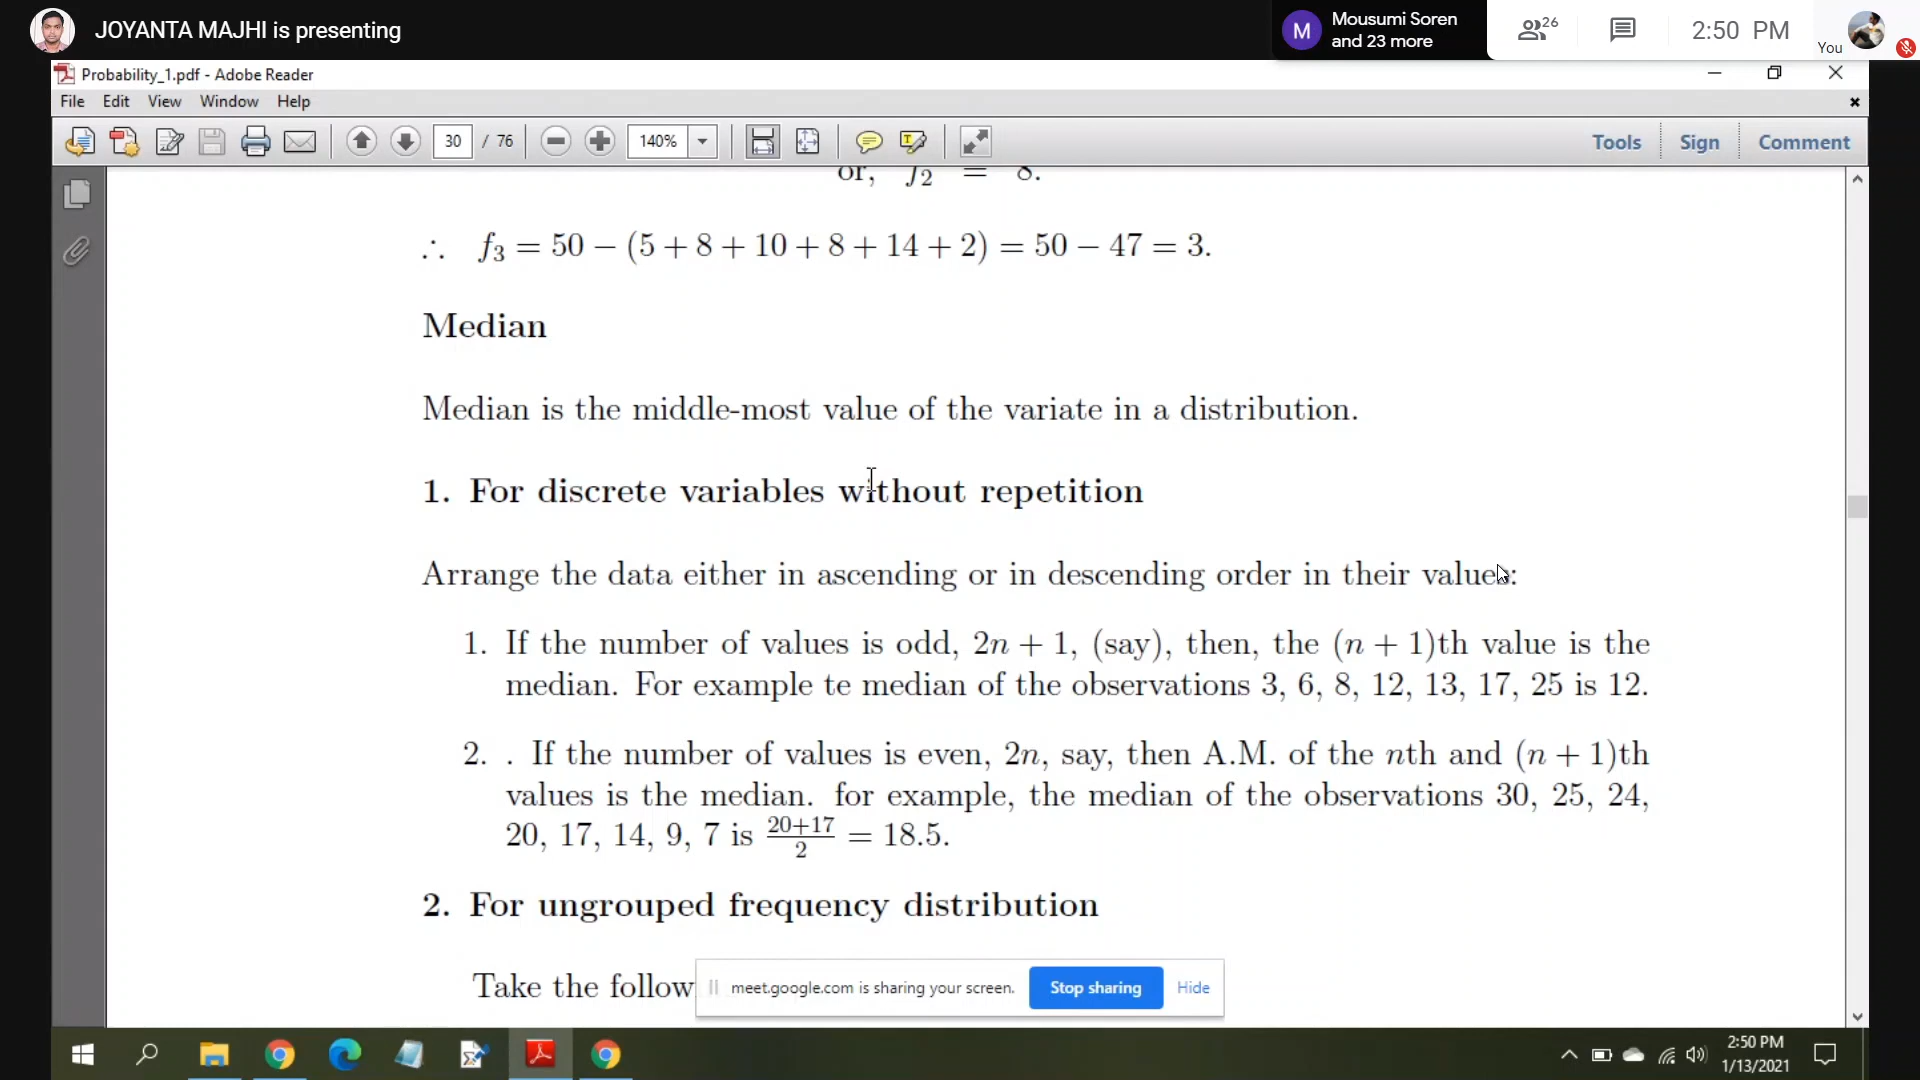 JOYANTA MAJHI is presenting
M
Mousumi Soren
and 23 more
26
2:50 PM
You
Probability_1.pdf - Adobe Reader
File Edit View Window Help
30 / 76
140%
Tools Sign Comment
or, f₂ = 8.
∴ f₃ = 50 − (5 + 8 + 10 + 8 + 14 + 2) = 50 − 47 = 3.
Median
Median is the middle-most value of the variate in a distribution.
1. For discrete variables without repetition
Arrange the data either in ascending or in descending order in their values:
1. If the number of values is odd, 2n + 1, (say), then, the (n + 1)th value is the
median. For example te median of the observations 3, 6, 8, 12, 13, 17, 25 is 12.
2. . If the number of values is even, 2n, say, then A.M. of the nth and (n + 1)th
values is the median. for example, the median of the observations 30, 25, 24,
20, 17, 14, 9, 7 is (20+17)/2 = 18.5.
2. For ungrouped frequency distribution
Take the follow
meet.google.com is sharing your screen. Stop sharing Hide
2:50 PM
1/13/2021